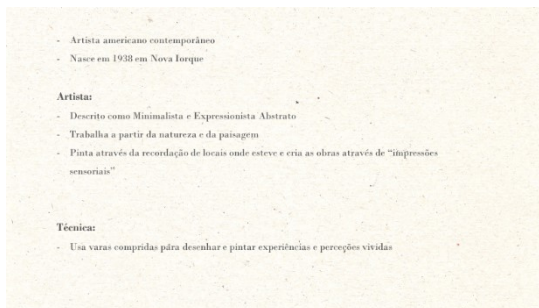 - Artista americano contemporâneo
- Nasce em 1938 em Nova Iorque
Artista:
- Descrito como Minimalista e Expressionista Abstrato
- Trabalha a partir da natureza e da paisagem
- Pinta através da recordação de locais onde esteve e cria as obras através de “impressões
sensoriais”
Técnica:
- Usa varas compridas para desenhar e pintar experiências e perceções vividas